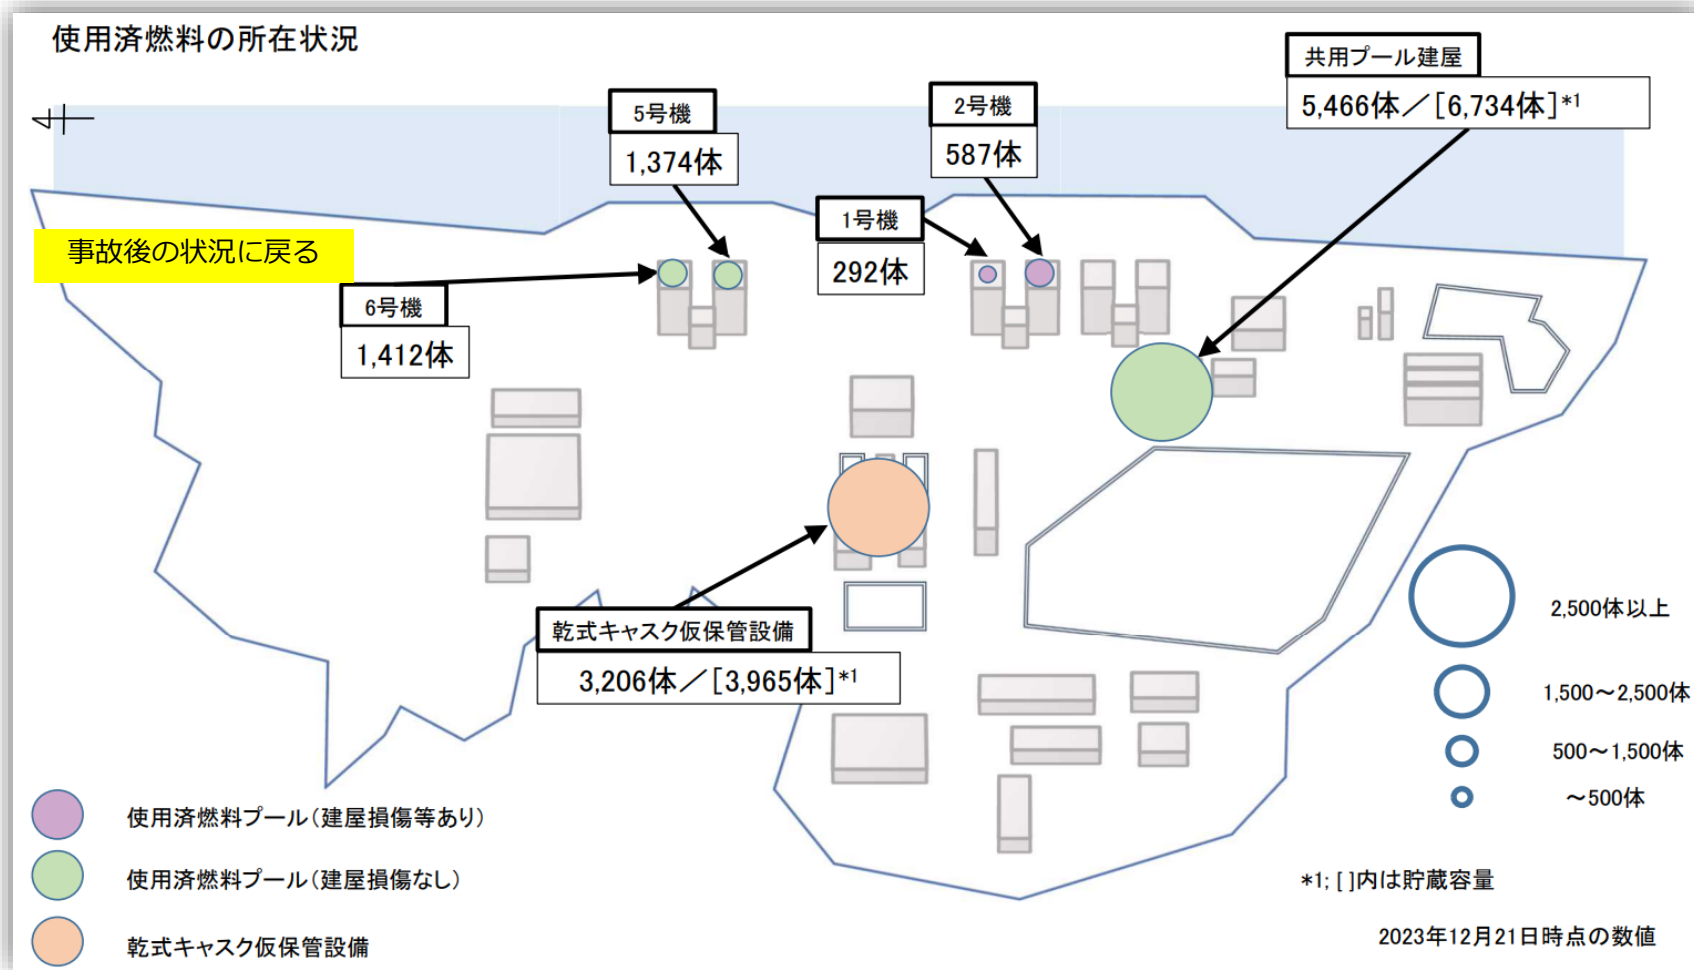 使用済燃料の所在状況
共用プール建屋
5,466体／[6,734体]*1
5号機
1,374体
2号機
587体
1号機
292体
事故後の状況に戻る
6号機
1,412体
乾式キャスク仮保管設備
3,206体／[3,965体]*1
2,500体以上
1,500～2,500体
500～1,500体
～500体
使用済燃料プール(建屋損傷等あり)
使用済燃料プール(建屋損傷なし)
乾式キャスク仮保管設備
*1; [ ]内は貯蔵容量
2023年12月21日時点の数値